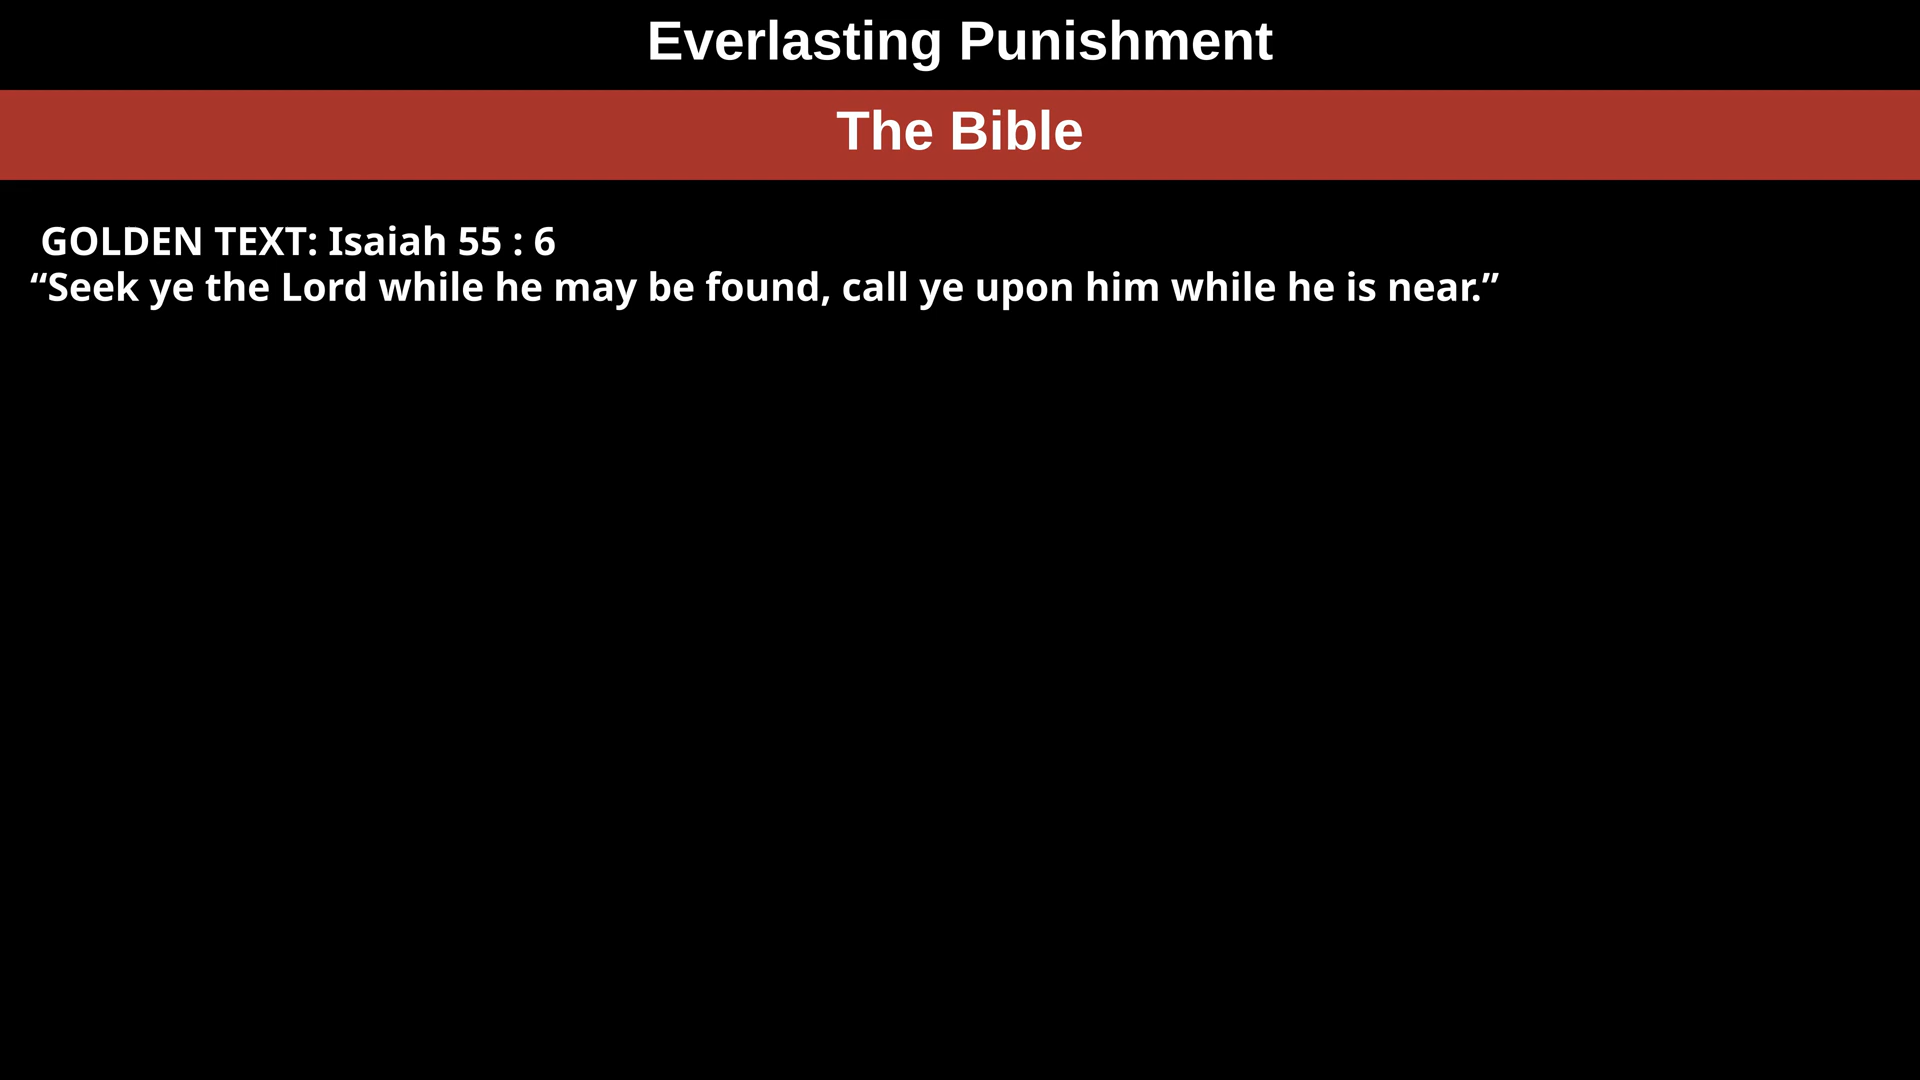 Everlasting Punishment
The Bible
GOLDEN TEXT: Isaiah 55 : 6
“Seek ye the Lord while he may be found, call ye upon him while he is near.”